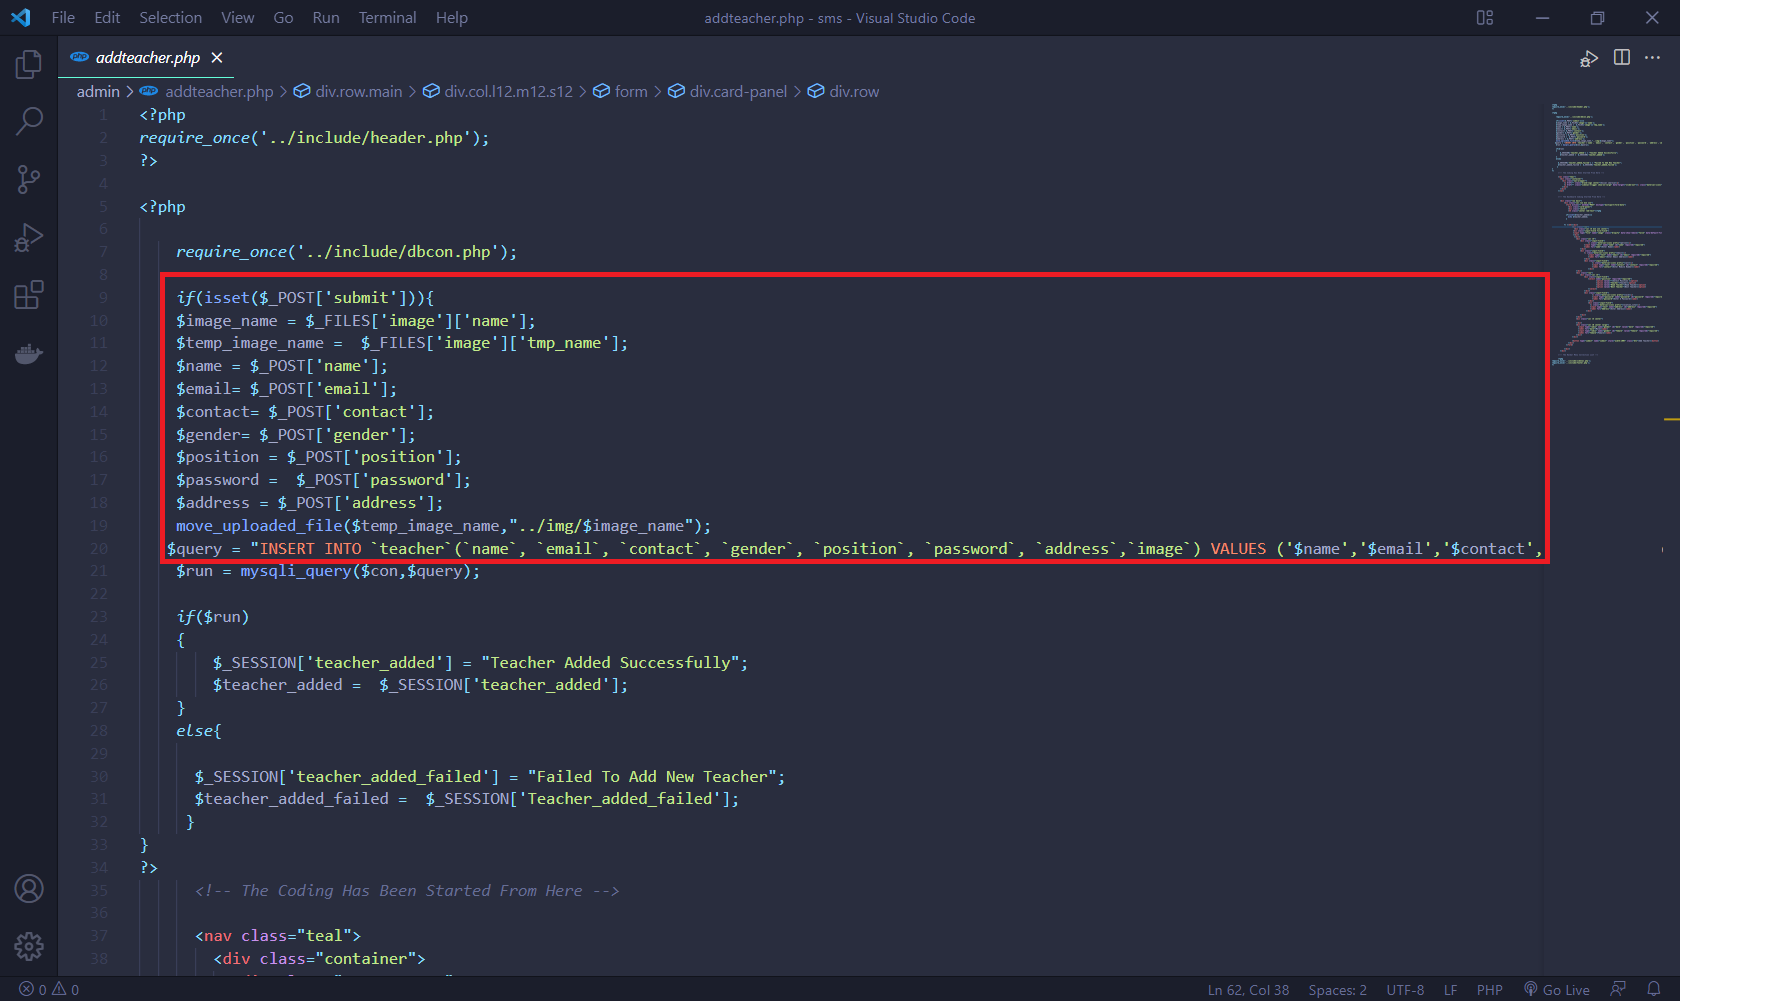 File Edit Selection View Go Run Terminal Help addteacher.php - sms - Visual Studio Code
php addteacher.php
admin > php addteacher.php > div.row.main > div.col.l12.m12.s12 > form > div.card-panel > div.row
1 <?php
2 require_once('../include/header.php');
3 ?>
4
5 <?php
6
7 require_once('../include/dbcon.php');
8
9 if(isset($_POST['submit'])){
10 $image_name = $_FILES['image']['name'];
11 $temp_image_name =  $_FILES['image']['tmp_name'];
12 $name = $_POST['name'];
13 $email= $_POST['email'];
14 $contact= $_POST['contact'];
15 $gender= $_POST['gender'];
16 $position = $_POST['position'];
17 $password =  $_POST['password'];
18 $address = $_POST['address'];
19 move_uploaded_file($temp_image_name,"../img/$image_name");
20 $query = "INSERT INTO `teacher`(`name`, `email`, `contact`, `gender`, `position`, `password`, `address`,`image`) VALUES ('$name','$email','$contact',
21 $run = mysqli_query($con,$query);
22
23 if($run)
24 {
25 $_SESSION['teacher_added'] = "Teacher Added Successfully";
26 $teacher_added =  $_SESSION['teacher_added'];
27 }
28 else{
29
30 $_SESSION['teacher_added_failed'] = "Failed To Add New Teacher";
31 $teacher_added_failed =  $_SESSION['Teacher_added_failed'];
32 }
33 }
34 ?>
35 <!-- The Coding Has Been Started From Here -->
36
37 <nav class="teal">
38 <div class="container">
0 0 Ln 62, Col 38 Spaces: 2 UTF-8 LF PHP Go Live